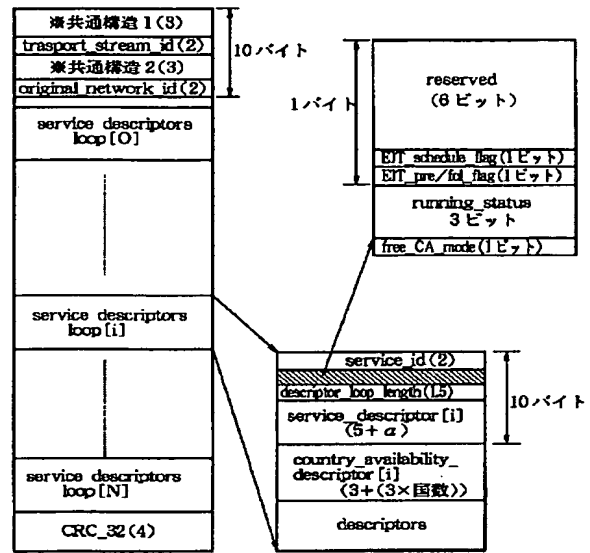 ※共通構造1(3)
trasport_stream_id(2)
※共通構造2(3)
original_network_id(2)
10バイト
service descriptors
loop[O]
service descriptors
loop[i]
service descriptors
loop[N]
CRC_32(4)
1バイト
reserved
(6ビット)
EIT_schedule_flag(1ビット)
EIT_pre/fol_flag(1ビット)
running_status
3ビット
free_CA_mode(1ビット)
service_id(2)
descriptor_loop_length(1.5)
service_descriptor[i]
(5+α)
10バイト
country_availability_
descriptor[i]
(3+(3×国数))
descriptors